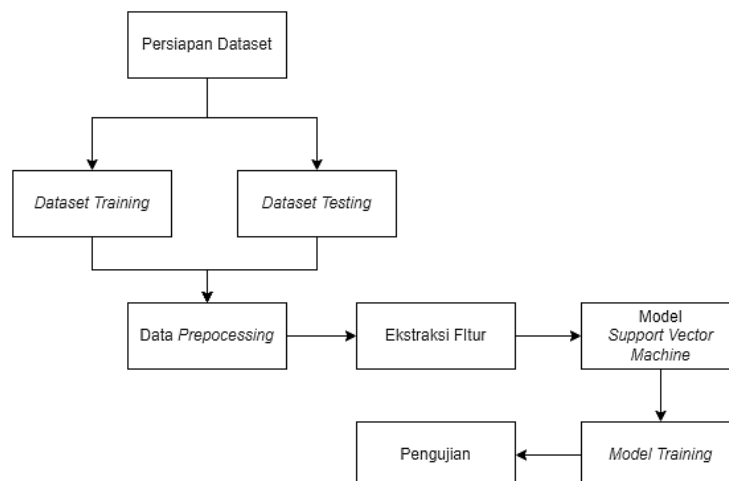 Persiapan Dataset
Dataset Training
Dataset Testing
Data Prepocessing
Ekstraksi FItur
Model
Support Vector
Machine
Model Training
Pengujian